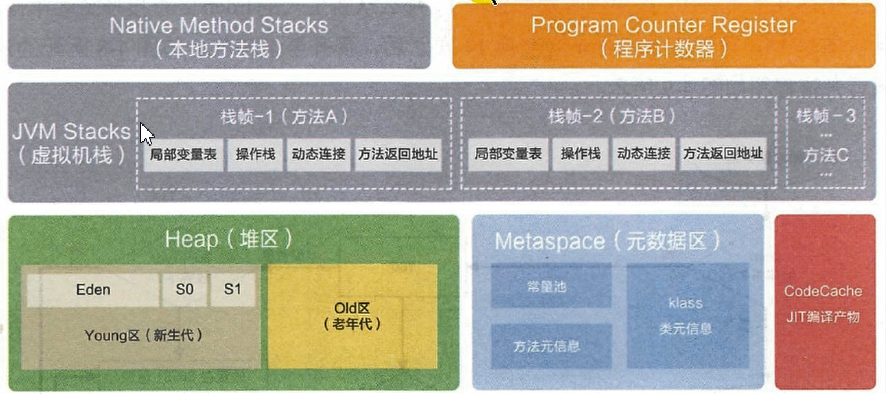 Native Method Stacks
（本地方法栈）
Program Counter Register
（程序计数器）
JVM Stacks
（虚拟机栈）
栈帧-1（方法A）
局部变量表
操作栈
动态连接
方法返回地址
栈帧-2（方法B）
局部变量表
操作栈
动态连接
方法返回地址
栈帧-3
...
方法C
...
Heap（堆区）
Eden
S0
S1
Young区（新生代）
Old区
（老年代）
Metaspace（元数据区）
常量池
方法元信息
klass
类元信息
CodeCache
JIT编译产物